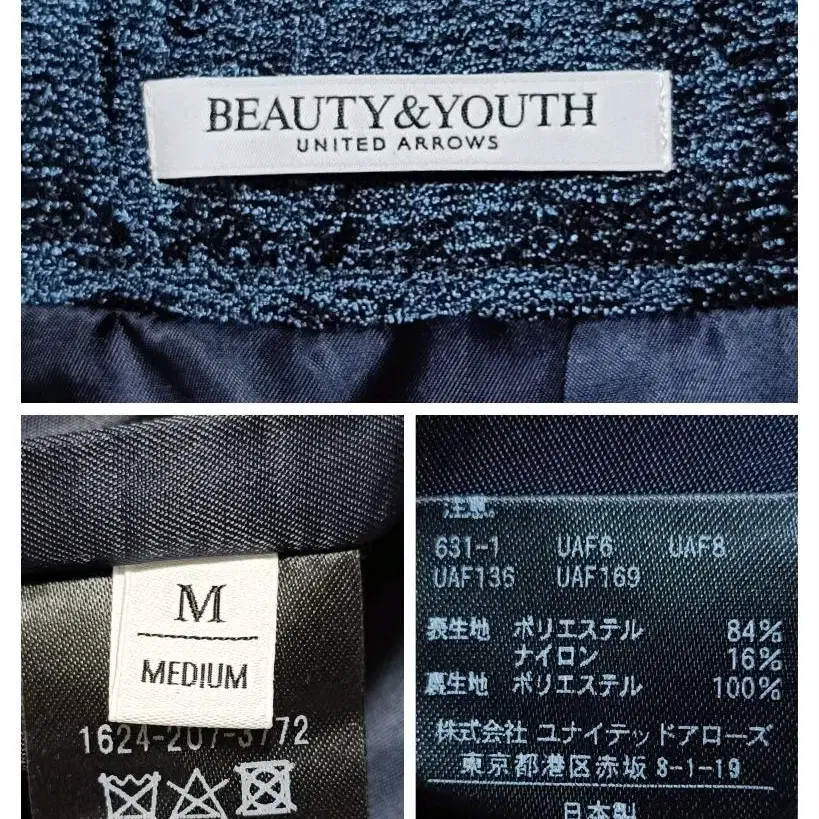 BEAUTY&YOUTH
UNITED ARROWS
M
MEDIUM
1624-207-3772
注意
631-1 UAF6 UAF8
UAF136 UAF169
表生地 ポリエステル 84%
ナイロン 16%
裏生地 ポリエステル 100%
株式会社 ユナイテッドアローズ
東京都港区赤坂 8-1-19
日本製